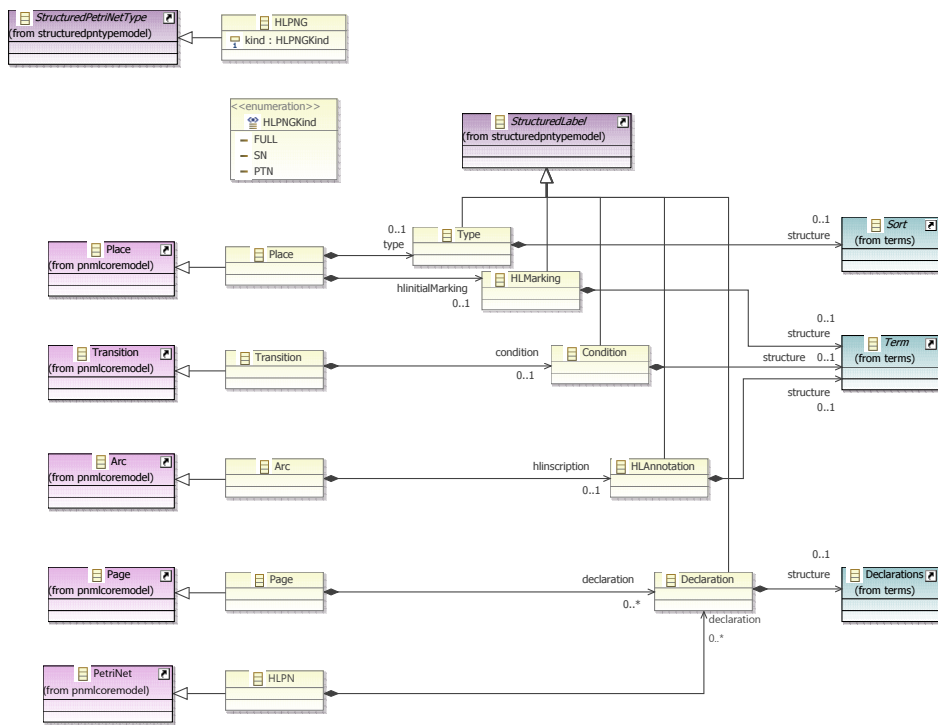 StructuredPetriNetType
(from structuredpntypemodel)
HLPNG
kind : HLPNGKind
<<enumeration>>
HLPNGKind
FULL
SN
PTN
StructuredLabel
(from structuredpntypemodel)
Place
(from pnmlcoremodel)
Place
0..1
type
Type
0..1
structure
Sort
(from terms)
hlinitialMarking
0..1
HLMarking
0..1
structure
Transition
(from pnmlcoremodel)
Transition
condition
0..1
Condition
structure
0..1
Term
(from terms)
structure
0..1
Arc
(from pnmlcoremodel)
Arc
hlinscription
0..1
HLAnnotation
Page
(from pnmlcoremodel)
Page
declaration
0..*
Declaration
0..1
structure
Declarations
(from terms)
declaration
0..*
PetriNet
(from pnmlcoremodel)
HLPN